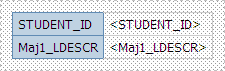 STUDENT_ID <STUDENT_ID>
Maj1_LDESCR <Maj1_LDESCR>